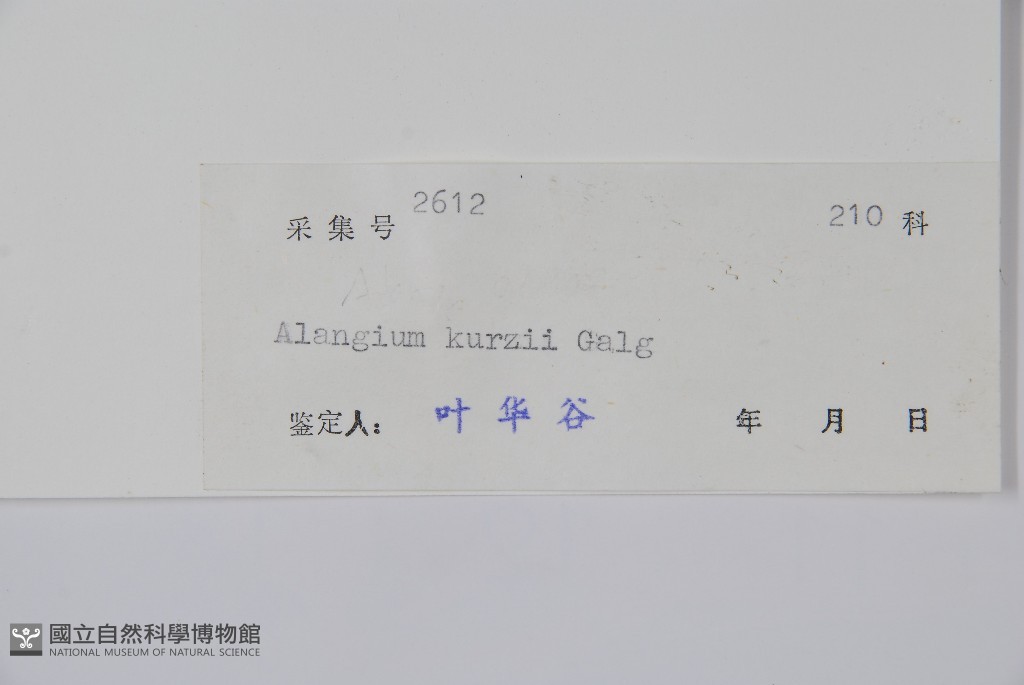 采集号 2612 210 科
Alangium kurzii Galg
鉴定人: 叶华谷 年 月 日
國立自然科學博物館
NATIONAL MUSEUM OF NATURAL SCIENCE